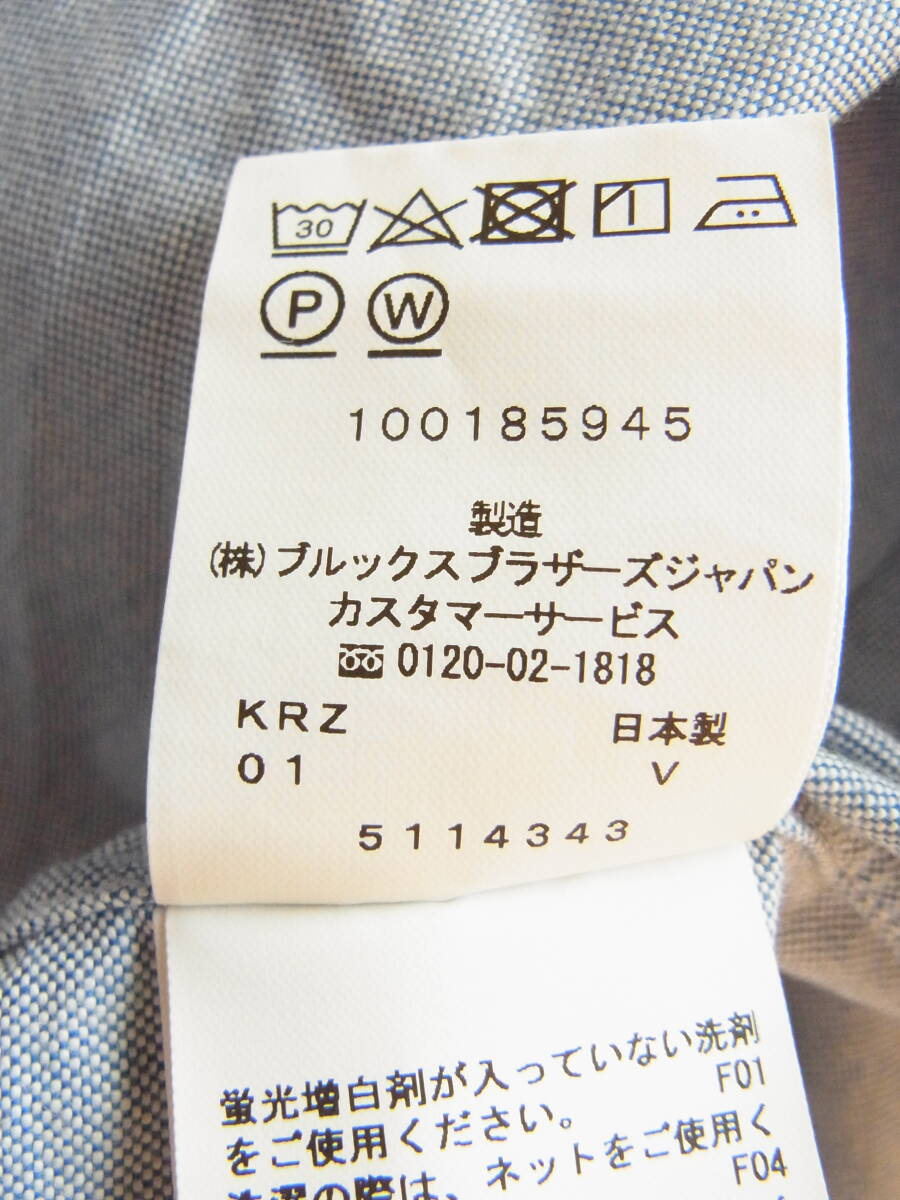 30
P W
100185945
製造
(株)ブルックスブラザーズジャパン
カスタマーサービス
0120-02-1818
KRZ 日本製
01 V
5114343
蛍光増白剤が入っていない洗剤
をご使用ください。 F01
洗濯の際は、ネットをご使用く
F04